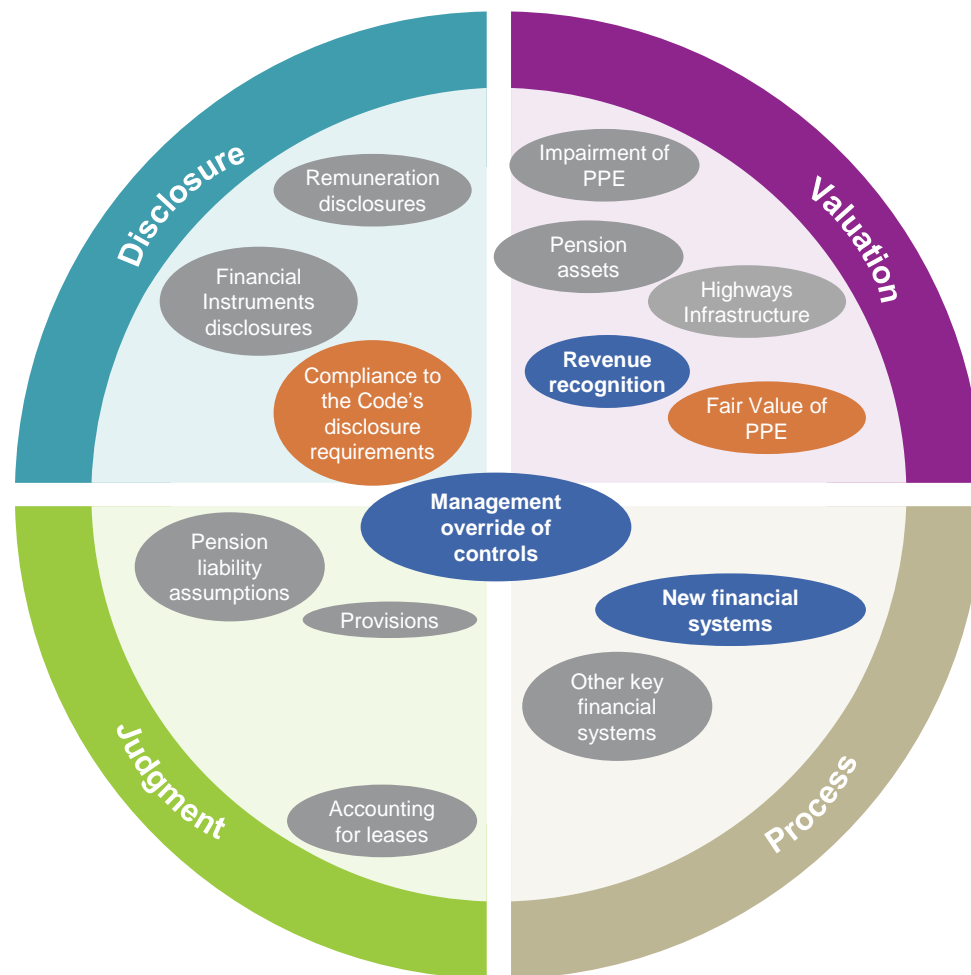 Disclosure
Remuneration
disclosures
Financial
Instruments
disclosures
Compliance to
the Code’s
disclosure
requirements
Valuation
Impairment of
PPE
Pension
assets
Highways
Infrastructure
Revenue
recognition
Fair Value of
PPE
Management
override of
controls
Judgment
Pension
liability
assumptions
Provisions
Accounting
for leases
Process
New financial
systems
Other key
financial
systems